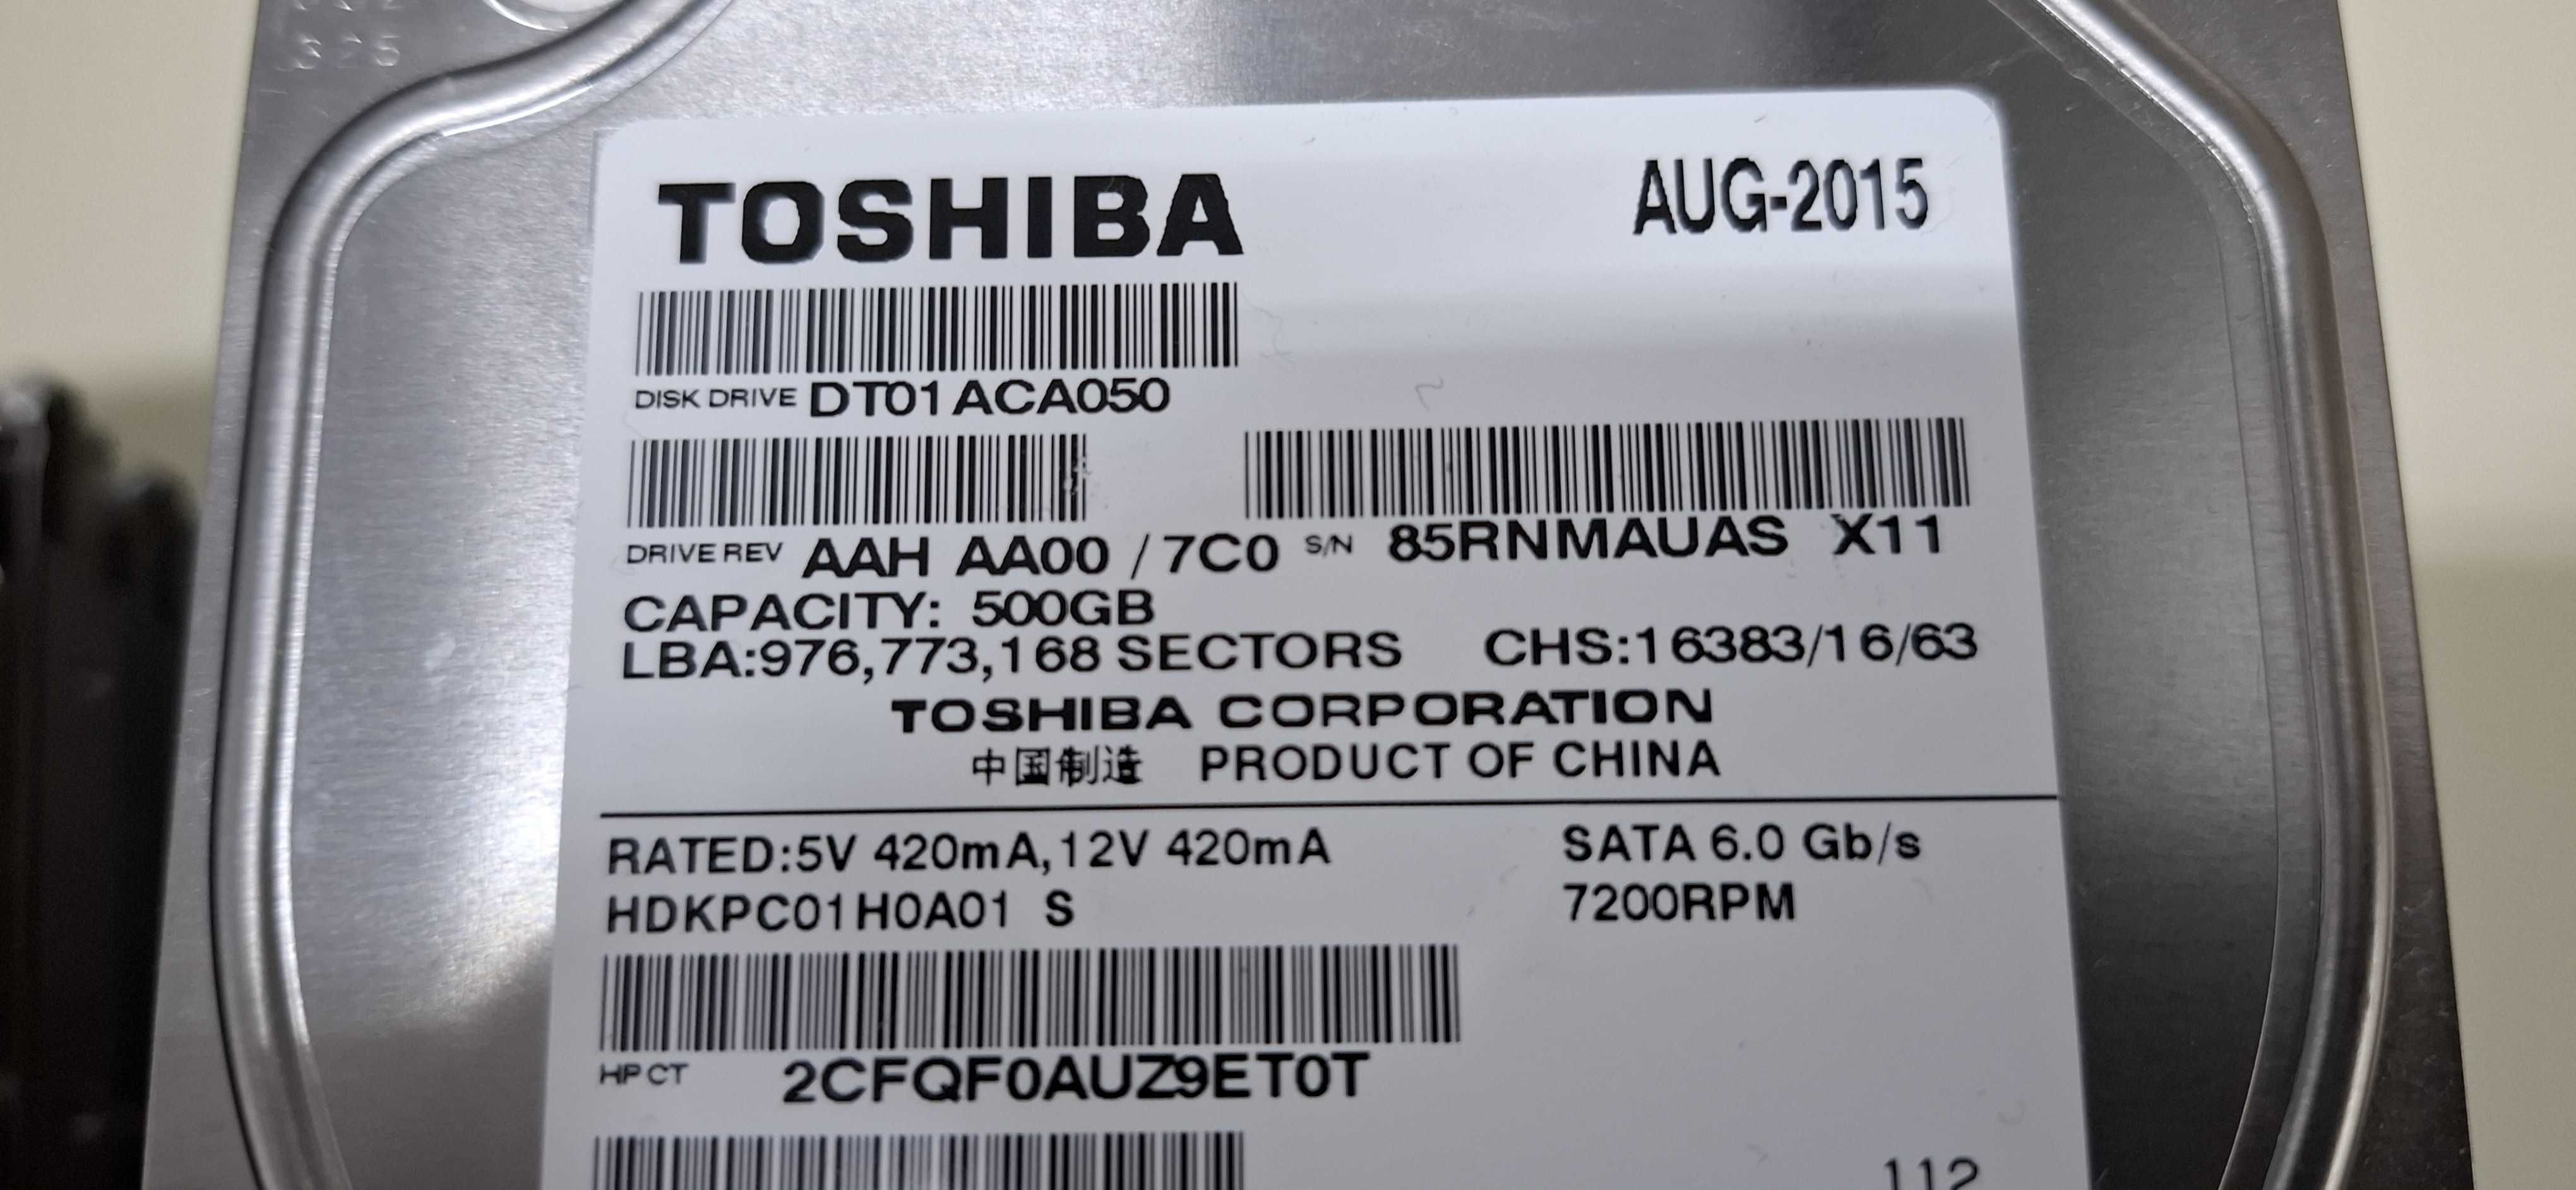 TOSHIBA AUG-2015
DISK DRIVE DT01ACA050
DRIVE REV AAH AA00 / 7C0 S/N 85RNMAUAS X11
CAPACITY: 500GB
LBA:976,773,168 SECTORS CHS:16383/16/63
TOSHIBA CORPORATION
中国制造 PRODUCT OF CHINA
RATED:5V 420mA,12V 420mA SATA 6.0 Gb/s
HDKPC01H0A01 S 7200RPM
HP CT 2CFQF0AUZ9ET0T
112